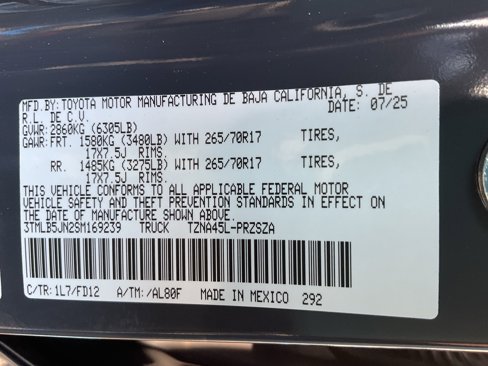 MFD.BY: TOYOTA MOTOR MANUFACTURING DE BAJA CALIFORNIA, S. DE
R.L. DE C.V. DATE: 07/25
GVWR: 2860KG (6305LB)
GAWR: FRT. 1580KG (3480LB) WITH 265/70R17 TIRES,
17X7.5J RIMS.
RR. 1485KG (3275LB) WITH 265/70R17 TIRES,
17X7.5J RIMS.
THIS VEHICLE CONFORMS TO ALL APPLICABLE FEDERAL MOTOR
VEHICLE SAFETY AND THEFT PREVENTION STANDARDS IN EFFECT ON
THE DATE OF MANUFACTURE SHOWN ABOVE.
3TMLB5JN2SM169239 TRUCK TZNA45L-PRZSZA
C/TR: 1L7/FD12 A/TM: /AL80F MADE IN MEXICO 292